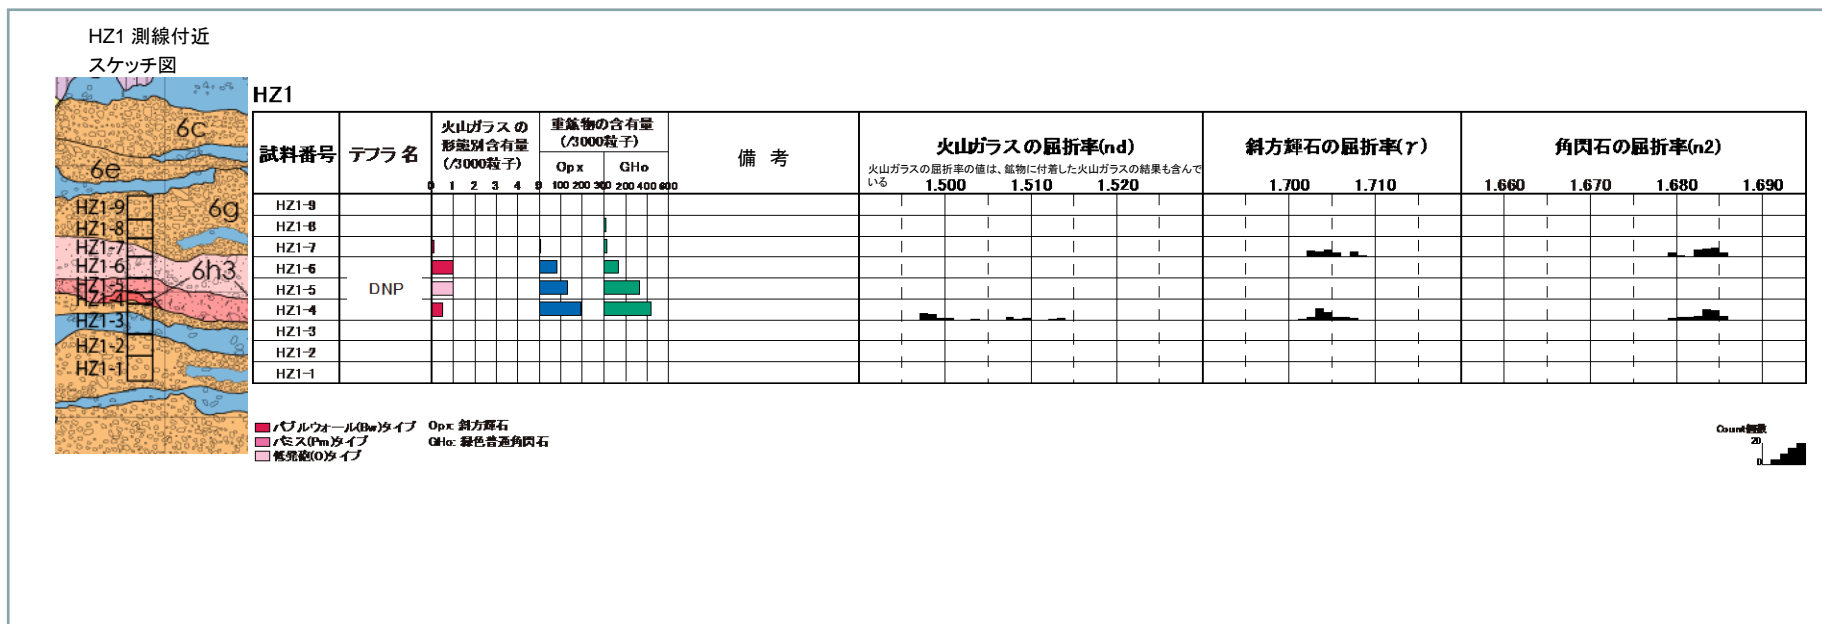 HZ1 測線付近
スケッチ図
6c
6e
6g
6h3
HZ1-9
HZ1-8
HZ1-7
HZ1-6
HZ1-5
HZ1-4
HZ1-3
HZ1-2
HZ1-1
HZ1
試料番号
テフラ名
火山ガラスの
形態別含有量
(/3000粒子)
0 1 2 3 4
重鉱物の含有量
(/3000粒子)
Opx GHo
0 100 200 300 200 400 600
備 考
火山ガラスの屈折率(nd)
火山ガラスの屈折率の値は、鉱物に付着した火山ガラスの結果も含んで
いる
1.500 1.510 1.520
斜方輝石の屈折率(γ)
1.700 1.710
角閃石の屈折率(n2)
1.660 1.670 1.680 1.690
HZ1-9
HZ1-8
HZ1-7
HZ1-6
HZ1-5
HZ1-4
HZ1-3
HZ1-2
HZ1-1
DNP
バブルウォール(Bw)タイプ
パミス(Pm)タイプ
低発泡(O)タイプ
Opx: 斜方輝石
GHo: 緑色普通角閃石
Count個数
20
0